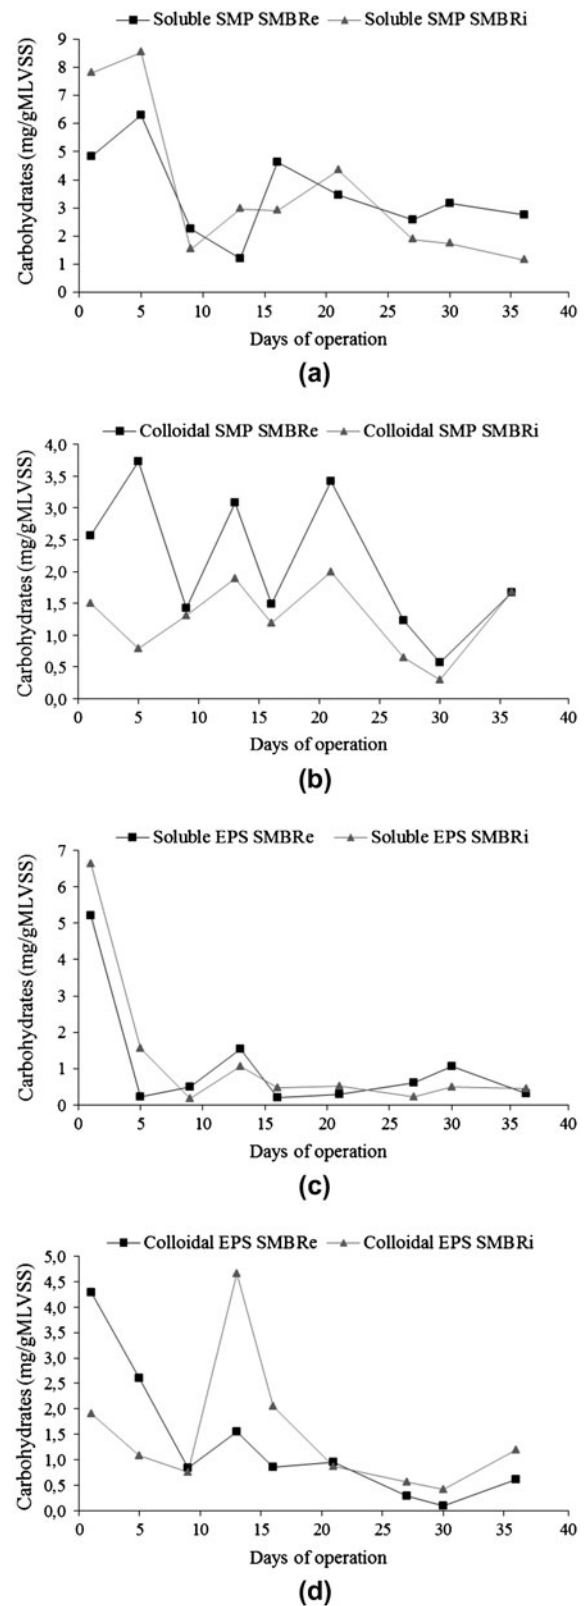 Soluble SMP SMBRe Soluble SMP SMBRi
Carbohydrates (mg/gMLVSS)
9
8
7
6
5
4
3
2
1
0
0 5 10 15 20 25 30 35 40
Days of operation
(a)
Colloidal SMP SMBRe Colloidal SMP SMBRi
Carbohydrates (mg/gMLVSS)
4,0
3,5
3,0
2,5
2,0
1,5
1,0
0,5
0,0
0 5 10 15 20 25 30 35 40
Days of operation
(b)
Soluble EPS SMBRe Soluble EPS SMBRi
Carbohydrates (mg/gMLVSS)
7
6
5
4
3
2
1
0
0 5 10 15 20 25 30 35 40
Days of operation
(c)
Colloidal EPS SMBRe Colloidal EPS SMBRi
Carbohydrates (mg/gMLVSS)
5,0
4,5
4,0
3,5
3,0
2,5
2,0
1,5
1,0
0,5
0,0
0 5 10 15 20 25 30 35 40
Days of operation
(d)